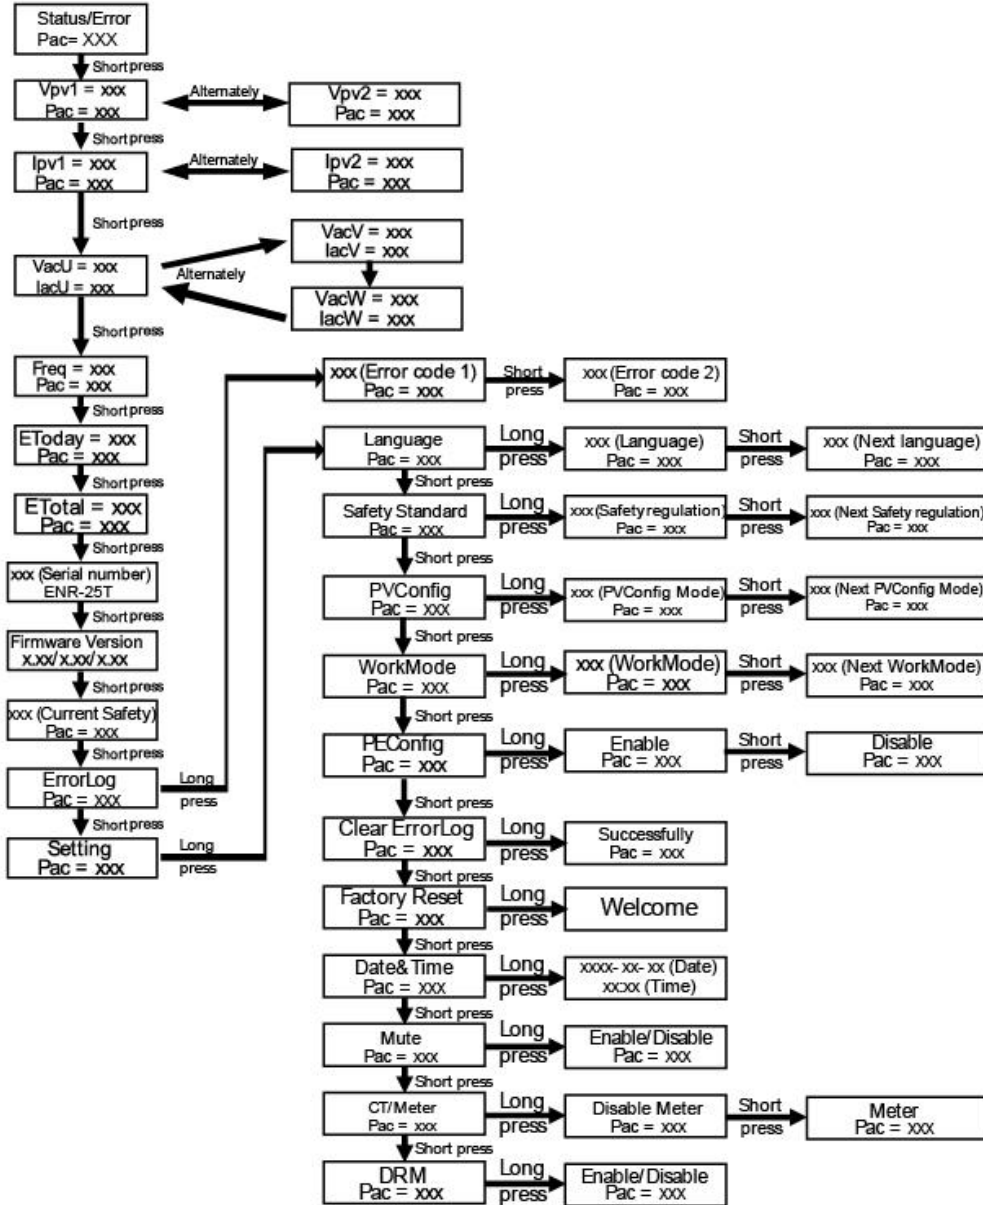 Status/Error
Pac= XXX
Short press
Vpv1 = xxx
Pac = xxx
Alternately
Vpv2 = xxx
Pac = xxx
Short press
Ipv1 = xxx
Pac = xxx
Alternately
Ipv2 = xxx
Pac = xxx
Short press
VacU = xxx
IacU = xxx
Alternately
VacV = xxx
IacV = xxx
VacW = xxx
IacW = xxx
Short press
Freq = xxx
Pac = xxx
Short press
EToday = xxx
Pac = xxx
Short press
ETotal = xxx
Pac = xxx
Short press
xxx (Serial number)
ENR-25T
Short press
Firmware Version
x.xx/x.xx/x.xx
Short press
xxx (Current Safety)
Pac = xxx
Short press
ErrorLog
Pac = xxx
Long
press
Short press
Setting
Pac = xxx
Long
press
xxx (Error code 1)
Pac = xxx
Short
press
xxx (Error code 2)
Pac = xxx
Language
Pac = xxx
Long
press
xxx (Language)
Pac = xxx
Short
press
xxx (Next language)
Pac = xxx
Short press
Safety Standard
Pac = xxx
Long
press
xxx (Safety regulation)
Pac = xxx
Short
press
xxx (Next Safety regulation)
Pac = xxx
Short press
PVConfig
Pac = xxx
Long
press
xxx (PVConfig Mode)
Pac = xxx
Short
press
xxx (Next PVConfig Mode)
Pac = xxx
Short press
WorkMode
Pac = xxx
Long
press
xxx (WorkMode)
Pac = xxx
Short
press
xxx (Next WorkMode)
Pac = xxx
Short press
PEConfig
Pac = xxx
Long
press
Enable
Pac = xxx
Short
press
Disable
Pac = xxx
Short press
Clear ErrorLog
Pac = xxx
Long
press
Successfully
Pac = xxx
Short press
Factory Reset
Pac = xxx
Long
press
Welcome
Short press
Date& Time
Pac = xxx
Long
press
xxxx- xx- xx (Date)
xx:xx (Time)
Short press
Mute
Pac = xxx
Long
press
Enable/Disable
Pac = xxx
Short press
CT/Meter
Pac = xxx
Long
press
Disable Meter
Pac = xxx
Short
press
Meter
Pac = xxx
Short press
DRM
Pac = xxx
Long
press
Enable/Disable
Pac = xxx